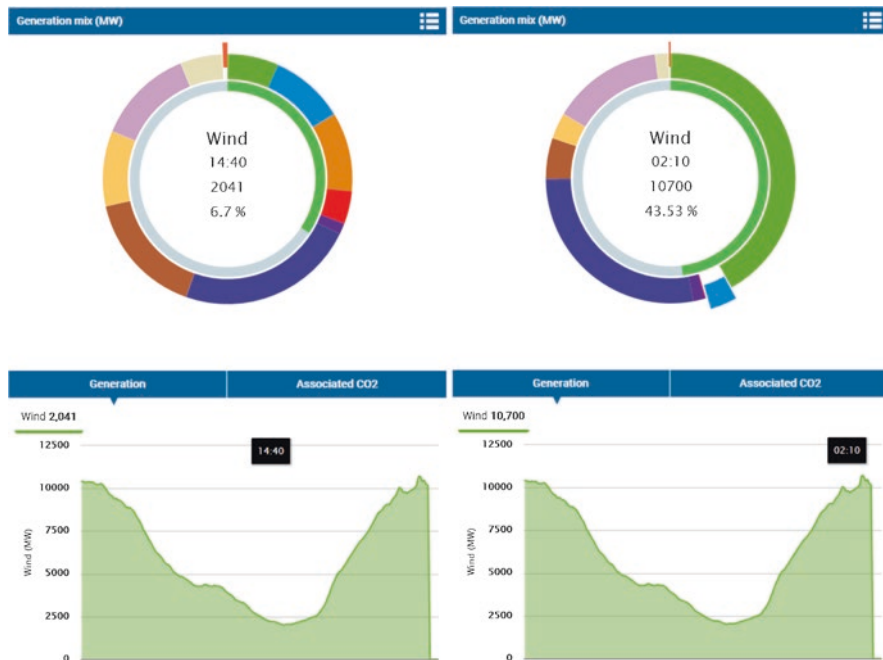 Generation mix (MW)
Wind
14:40
2041
6.7 %
Generation mix (MW)
Wind
02:10
10700
43.53 %
Generation Associated CO2
Wind 2,041
14:40
12500
10000
7500
5000
2500
0
Wind (MW)
Generation Associated CO2
Wind 10,700
02:10
12500
10000
7500
5000
2500
0
Wind (MW)